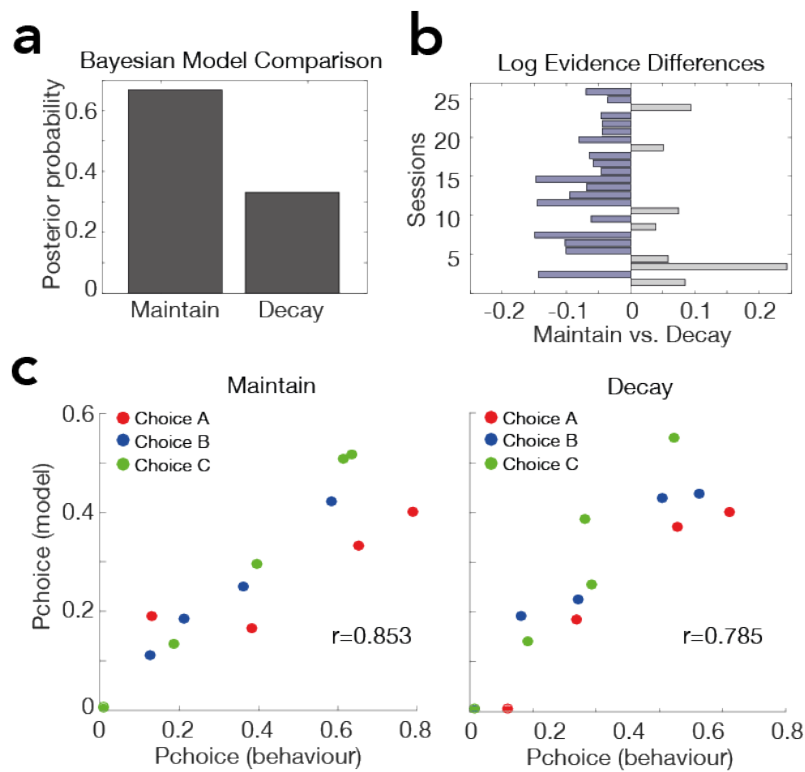 a
Bayesian Model Comparison
Posterior probability
0.6
0.4
0.2
0
Maintain
Decay
b
Log Evidence Differences
Sessions
25
20
15
10
5
-0.2 -0.1 0 0.1 0.2
Maintain vs. Decay
c
Maintain
0.6
Choice A
Choice B
Choice C
0.4
Pchoice (model)
0.2
r=0.853
0
0 0.2 0.4 0.6 0.8
Pchoice (behaviour)
Decay
Choice A
Choice B
Choice C
r=0.785
0 0.2 0.4 0.6 0.8
Pchoice (behaviour)